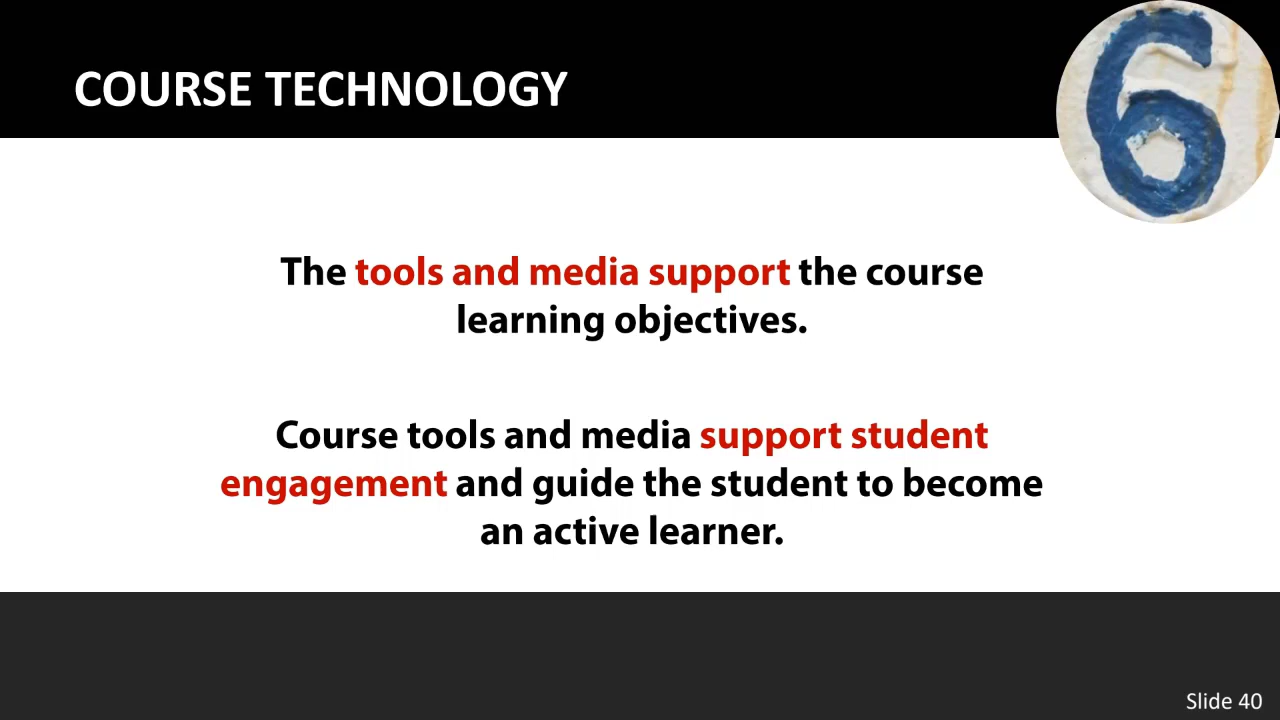 COURSE TECHNOLOGY
6
The tools and media support the course
learning objectives.
Course tools and media support student
engagement and guide the student to become
an active learner.
Slide 40